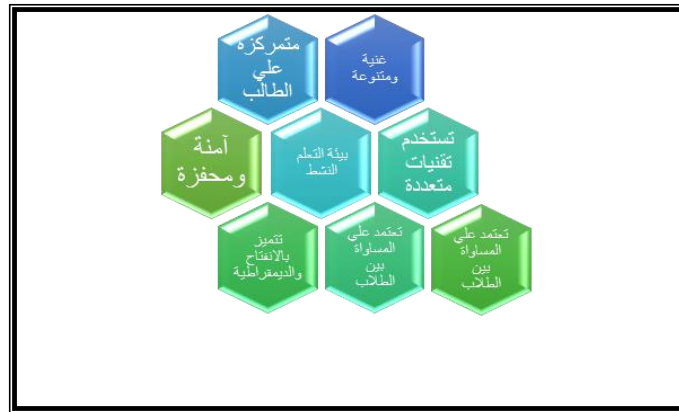 غنية
ومتنوعة
متمركزة
علي
الطالب
تستخدم
تقنيات
متعددة
بيئة التعلم
النشط
آمنة
ومحفزة
تعتمد علي
المساواة
بين
الطلاب
تعتمد علي
المساواة
بين
الطلاب
تتميز
بالانفتاح
والديمقراطية